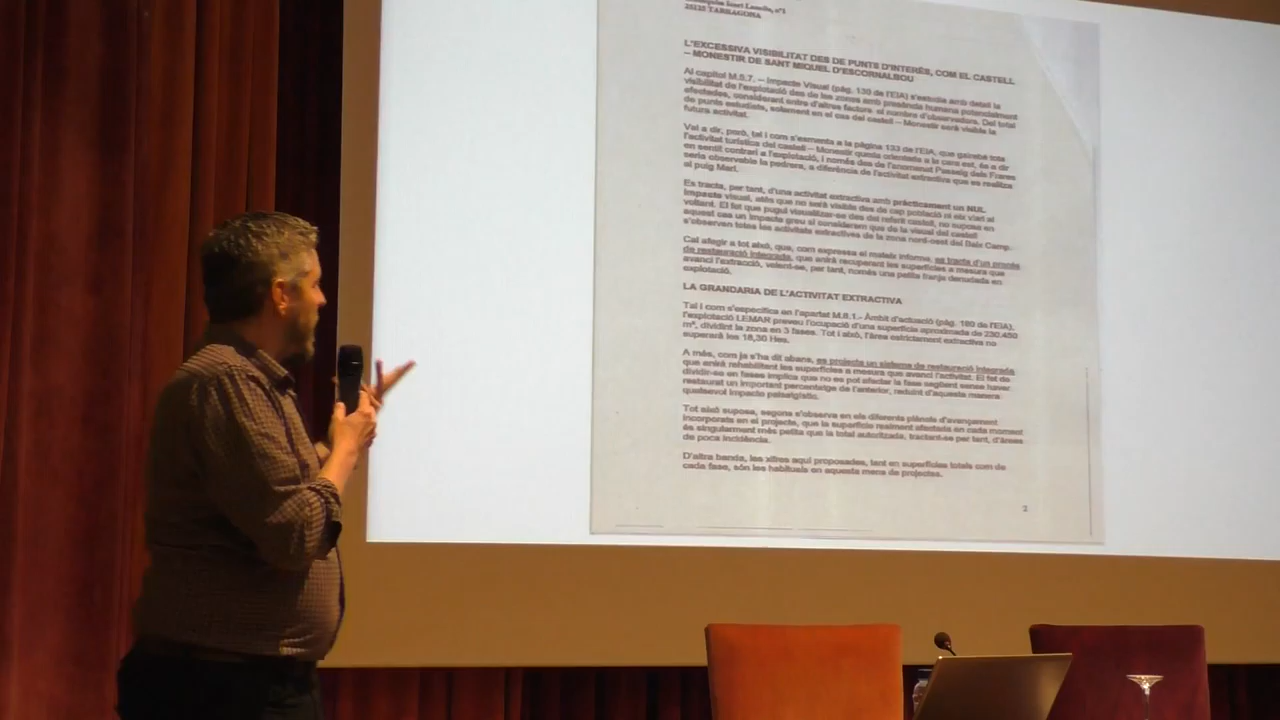 43133 TARRAGONA
L'EXCESSIVA VISIBILITAT DES DE PUNTS D'INTERÈS, COM EL CASTELL
– MONESTIR DE SANT MIQUEL D'ESCORNALBOU
Al capítol M.5.7. – Impacte Visual (pàg. 130 de l'EIA) s'estudia amb detall la
visibilitat de l'explotació des de les zones amb presència humana potencialment
afectades, considerant entre d'altres factors el nombre d'observadors. Del total
de punts estudiats, solament en el cas del castell – Monestir serà visible la
futura activitat.
Val a dir, però, tal i com s'esmenta a la pàgina 133 de l'EIA, que gairebé tota
l'activitat turística del castell – Monestir queda orientada a la cara est, és a dir
en sentit contrari a l'explotació, i només des de l'anomenat Passeig dels Frares
seria observable la pedrera, a diferència de l'activitat extractiva que es realitza
al puig Marí.
Es tracta, per tant, d'una activitat extractiva amb pràcticament un NUL
impacte visual, atès que no serà visible des de cap població ni eix viari al
voltant. El fet que pugui visualitzar-se des del referit castell, no suposa en
aquest cas un impacte greu si considerem que de la visual del castell
s'observen totes les activitats extractives de la zona nord-oest del Baix Camp.
Cal afegir a tot això, que, com expressa el mateix informe, es tracta d'un procés
de restauració integrada, que anirà recuperant les superfícies a mesura que
avanci l'extracció, veient-se, per tant, només una petita franja denudada en
explotació.
LA GRANDARIA DE L'ACTIVITAT EXTRACTIVA
Tal i com s'especifica en l'apartat M.8.1.- Àmbit d'actuació (pàg. 180 de l'EIA),
l'explotació LEMAR preveu l'ocupació d'una superfície aproximada de 230.450
m², dividint la zona en 3 fases. Tot i això, l'àrea estrictament extractiva no
superarà les 18,30 Hes.
A més, com ja s'ha dit abans, es projecta un sistema de restauració integrada
que anirà rehabilitant les superfícies a mesura que avanci l'activitat. El fet de
dividir-se en fases implica que no es pot afectar la fase següent sense haver
restaurat un important percentatge de l'anterior, reduint d'aquesta manera
qualsevol impacte paisatgístic.
Tot això suposa, segons s'observa en els diferents plànols d'avançament
incorporats en el projecte, que la superfície realment afectada en cada moment
és singularment més petita que la total autoritzada, tractant-se per tant, d'àrees
de poca incidència.
D'altra banda, les xifres aquí proposades, tant en superfícies totals com de
cada fase, són les habituals en aquesta mena de projectes.
2